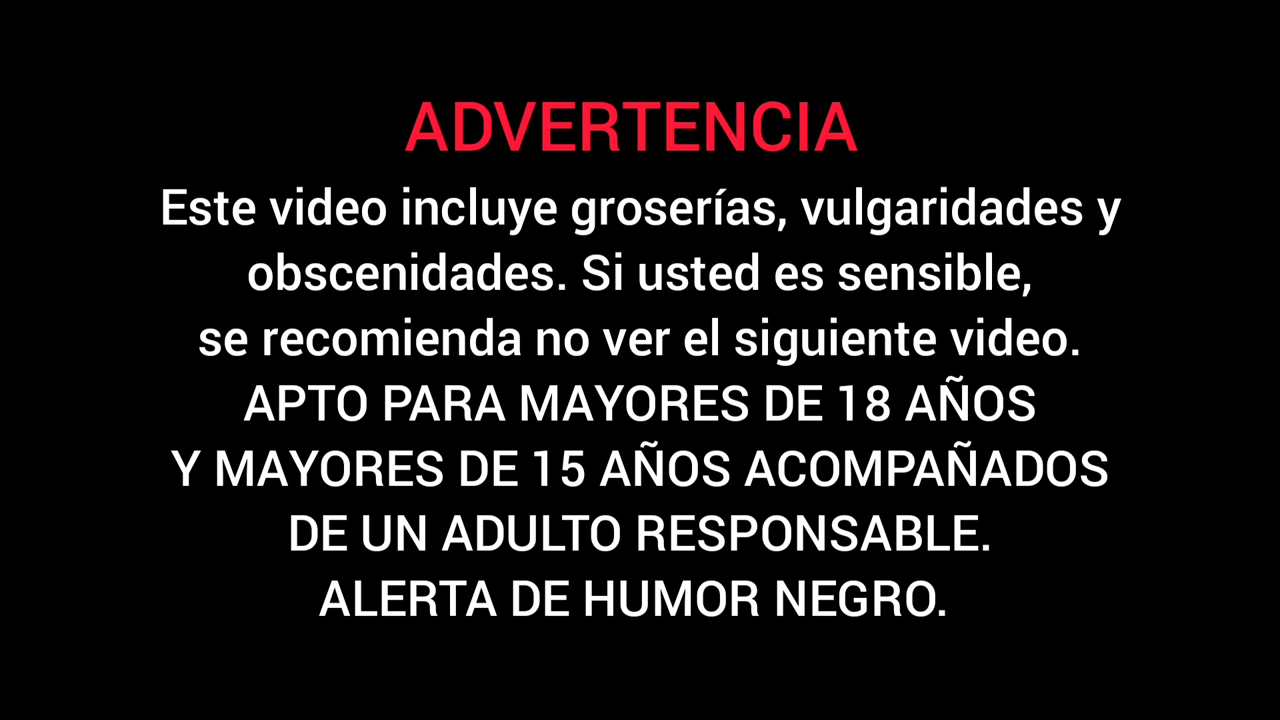 ADVERTENCIA
Este video incluye groserías, vulgaridades y
obscenidades. Si usted es sensible,
se recomienda no ver el siguiente video.
APTO PARA MAYORES DE 18 AÑOS
Y MAYORES DE 15 AÑOS ACOMPAÑADOS
DE UN ADULTO RESPONSABLE.
ALERTA DE HUMOR NEGRO.